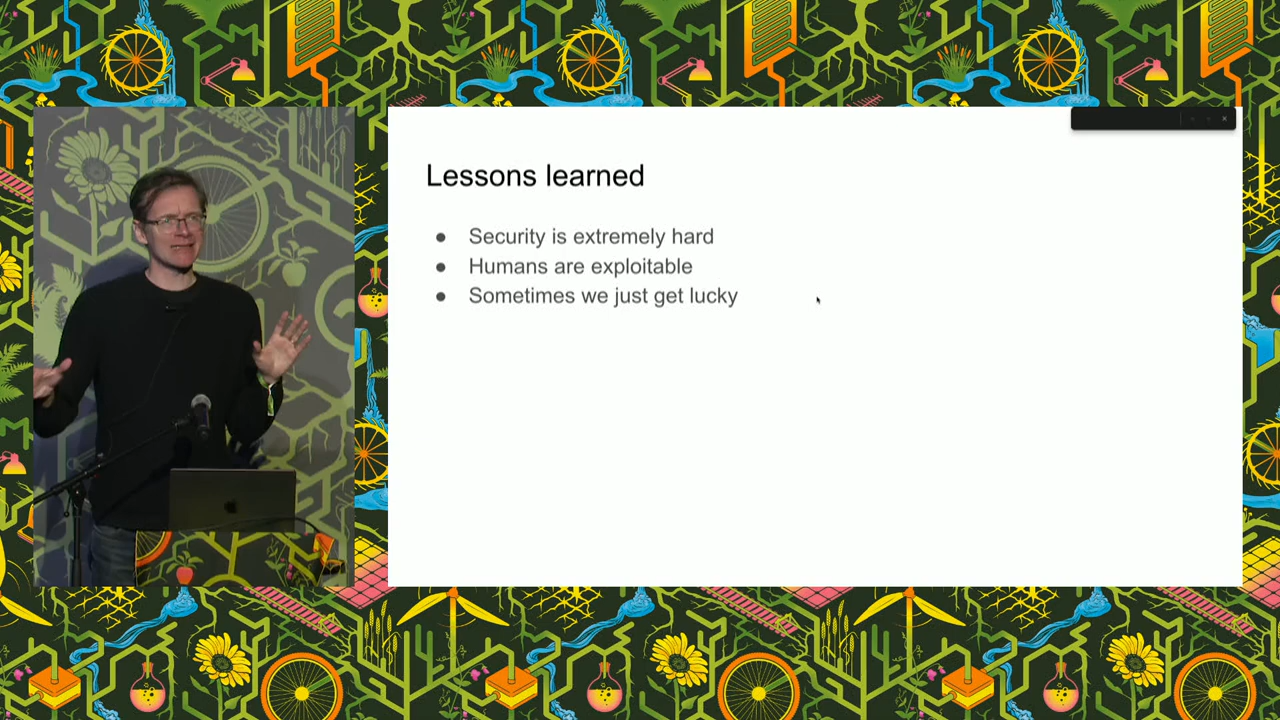 Lessons learned
Security is extremely hard
Humans are exploitable
Sometimes we just get lucky